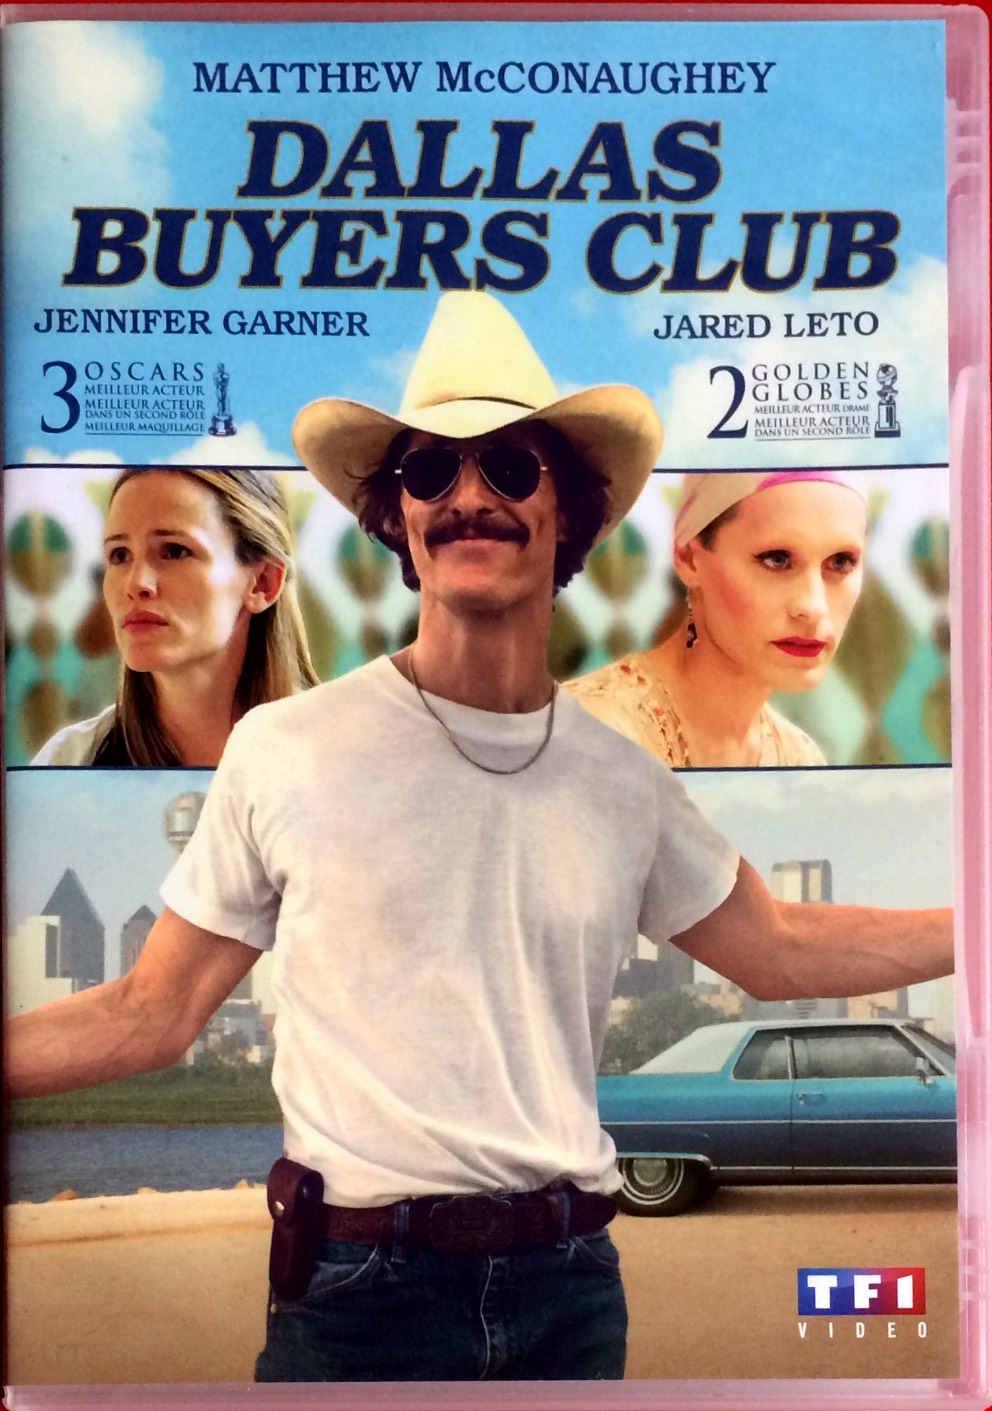 MATTHEW McCONAUGHEY
DALLAS
BUYERS CLUB
JENNIFER GARNER
JARED LETO
3 OSCARS
MEILLEUR ACTEUR
MEILLEUR ACTEUR
DANS UN SECOND RÔLE
MEILLEUR MAQUILLAGE
2 GOLDEN
GLOBES
MEILLEUR ACTEUR DRAME
MEILLEUR ACTEUR
DANS UN SECOND RÔLE
TF1
VIDEO